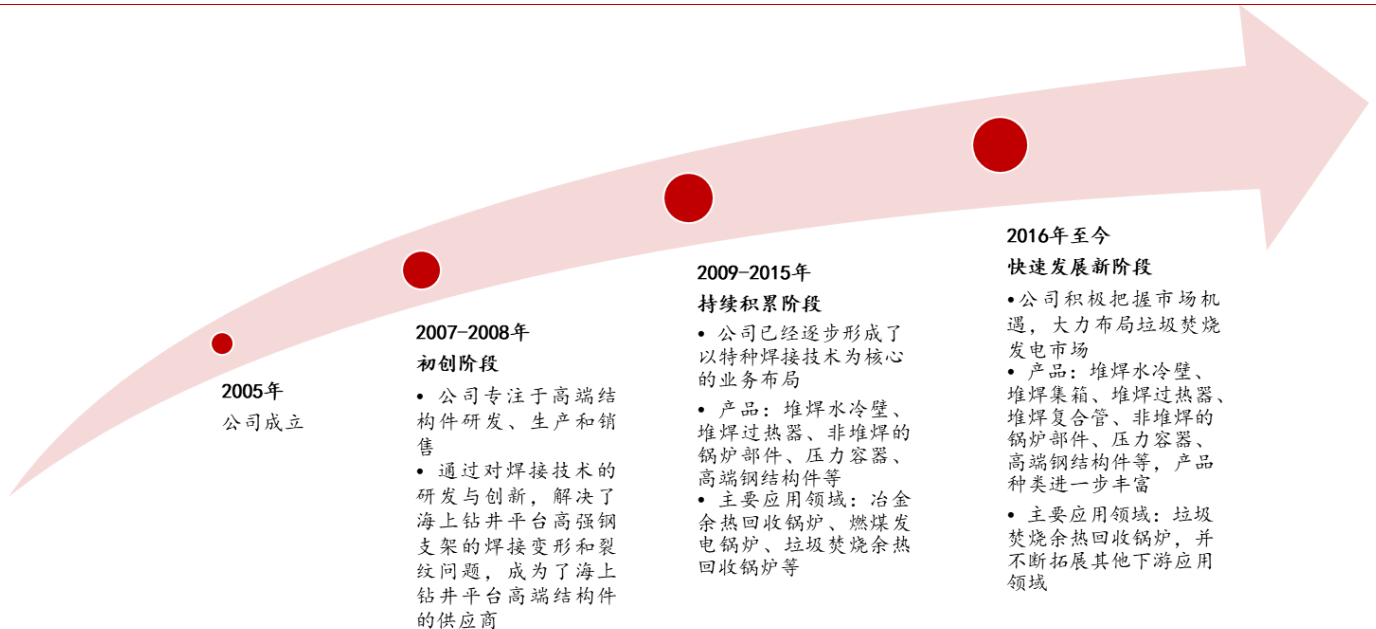 2005年
公司成立
2007-2008年
初创阶段
• 公司专注于高端结
构件研发、生产和销
售
• 通过对焊接技术的
研发与创新，解决了
海上钻井平台高强钢
支架的焊接变形和裂
纹问题，成为了海上
钻井平台高端结构件
的供应商
2009-2015年
持续积累阶段
• 公司已经逐步形成了
以特种焊接技术为核心
的业务布局
• 产品：堆焊水冷壁、
堆焊过热器、非堆焊的
锅炉部件、压力容器、
高端钢结构件等
• 主要应用领域：冶金
余热回收锅炉、燃煤发
电锅炉、垃圾焚烧余热
回收锅炉等
2016年至今
快速发展新阶段
•公司积极把握市场机
遇，大力布局垃圾焚烧
发电市场
• 产品：堆焊水冷壁、
堆焊集箱、堆焊过热器、
堆焊复合管、非堆焊的
锅炉部件、压力容器、
高端钢结构件等，产品
种类进一步丰富
• 主要应用领域：垃圾
焚烧余热回收锅炉，并
不断拓展其他下游应用
领域